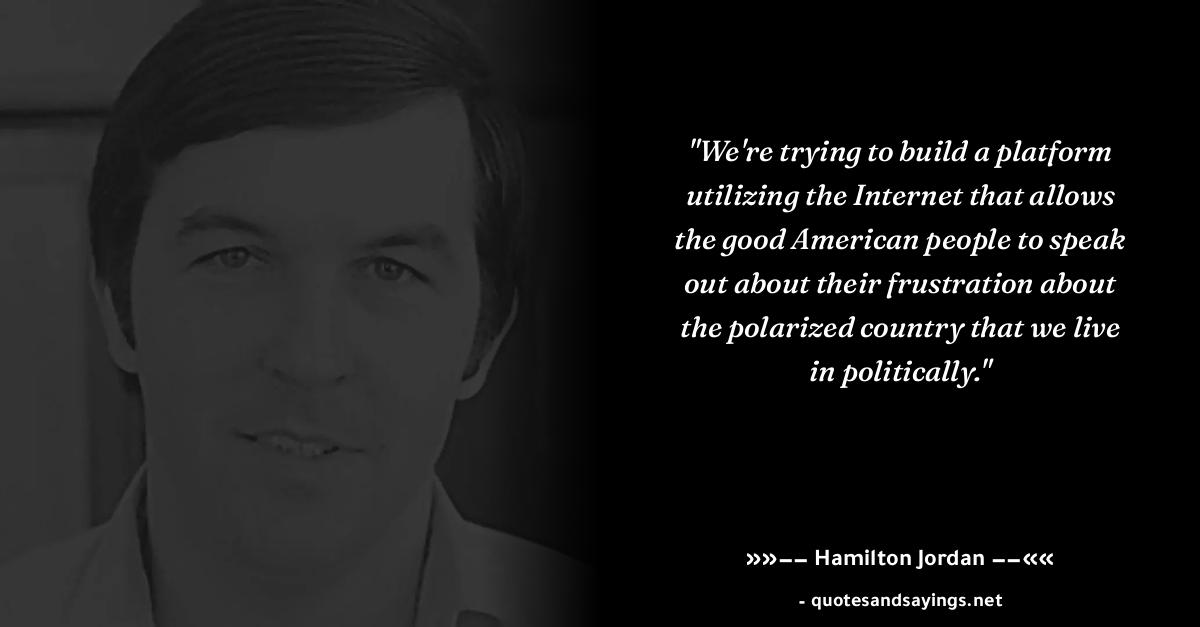 "We're trying to build a platform
utilizing the Internet that allows
the good American people to speak
out about their frustration about
the polarized country that we live
in politically."
»»−− Hamilton Jordan −−««
- quotesandsayings.net